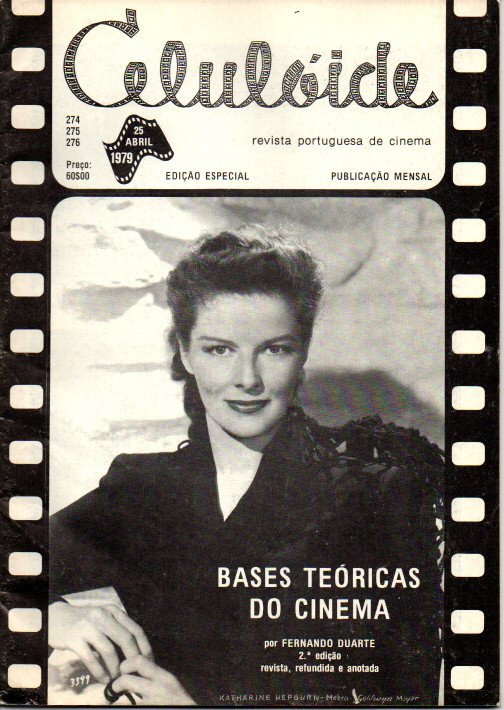 Celulóide
274
275
276
25
ABRIL
1979
revista portuguesa de cinema
Preço:
60$00
EDIÇÃO ESPECIAL
PUBLICAÇÃO MENSAL
BASES TEÓRICAS
DO CINEMA
por FERNANDO DUARTE
2.ª edição
revista, refundida e anotada
3399
KATHARINE HEPBURN - Metro Goldwyn Mayer